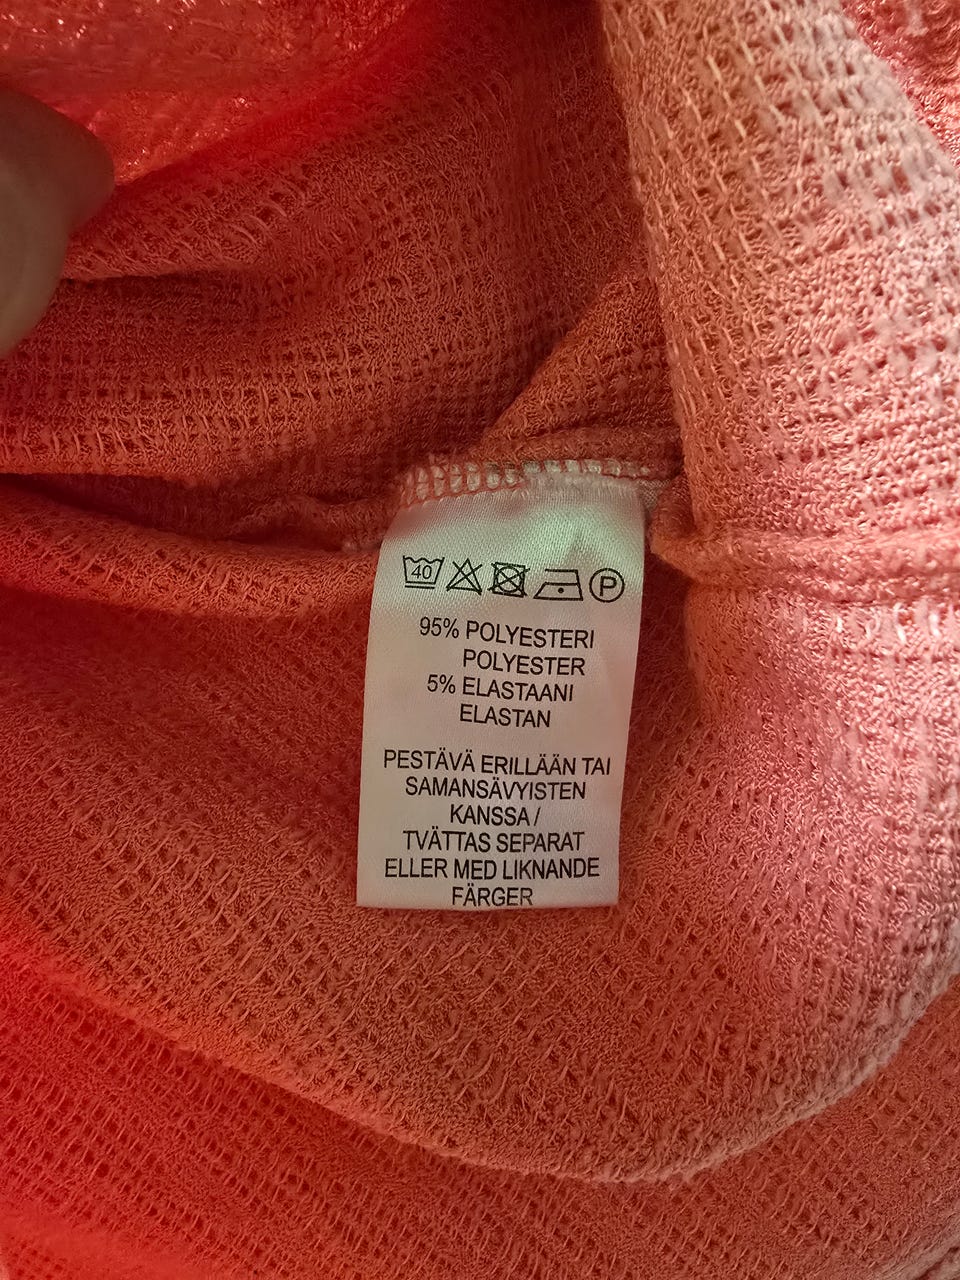 40 P
95% POLYESTERI
POLYESTER
5% ELASTAANI
ELASTAN
PESTÄVÄ ERILLÄÄN TAI
SAMANSÄVYISTEN
KANSSA /
TVÄTTAS SEPARAT
ELLER MED LIKNANDE
FÄRGER